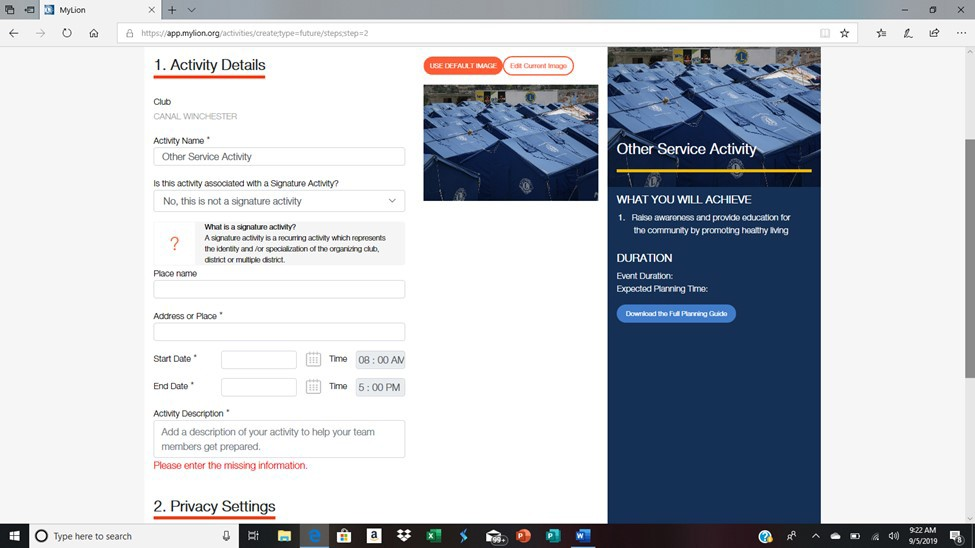 MyLion
https://app.mylion.org/activities/create;type=future/steps;step=2
1. Activity Details
Club
CANAL WINCHESTER
Activity Name *
Other Service Activity
Is this activity associated with a Signature Activity?
No, this is not a signature activity
?
What is a signature activity?
A signature activity is a recurring activity which represents
the identity and /or specialization of the organizing club,
district or multiple district.
Place name
Address or Place *
Start Date *
Time
08 : 00 AM
End Date *
Time
5 : 00 PM
Activity Description *
Add a description of your activity to help your team
members get prepared.
Please enter the missing information.
2. Privacy Settings
USE DEFAULT IMAGE
Edit Current Image
Other Service Activity
WHAT YOU WILL ACHIEVE
1. Raise awareness and provide education for
the community by promoting healthy living
DURATION
Event Duration:
Expected Planning Time:
Download the Full Planning Guide
Type here to search
99+
9:22 AM
9/5/2019